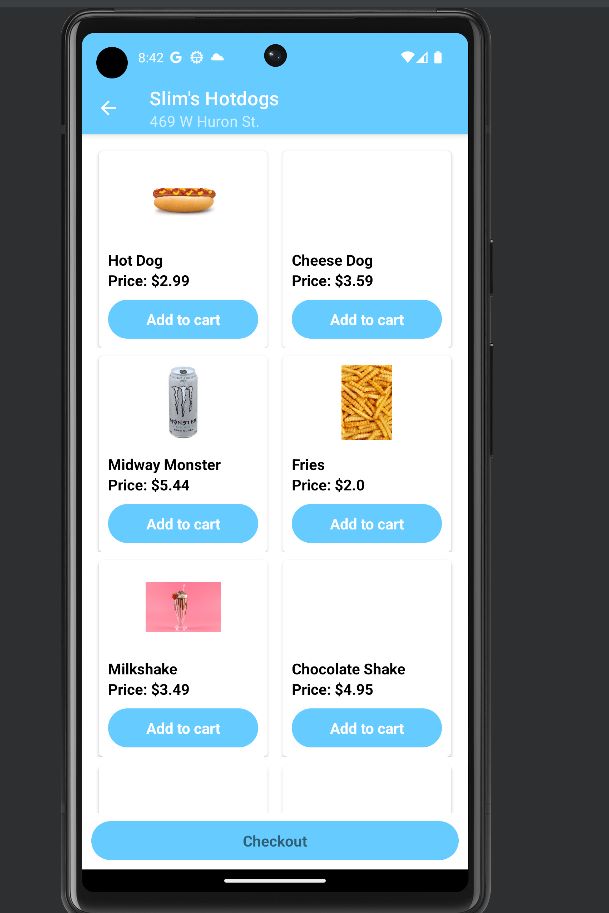 8:42
Slim's Hotdogs
469 W Huron St.
Hot Dog
Price: $2.99
Add to cart
Cheese Dog
Price: $3.59
Add to cart
MONSTER
Midway Monster
Price: $5.44
Add to cart
Fries
Price: $2.0
Add to cart
Milkshake
Price: $3.49
Add to cart
Chocolate Shake
Price: $4.95
Add to cart
Checkout